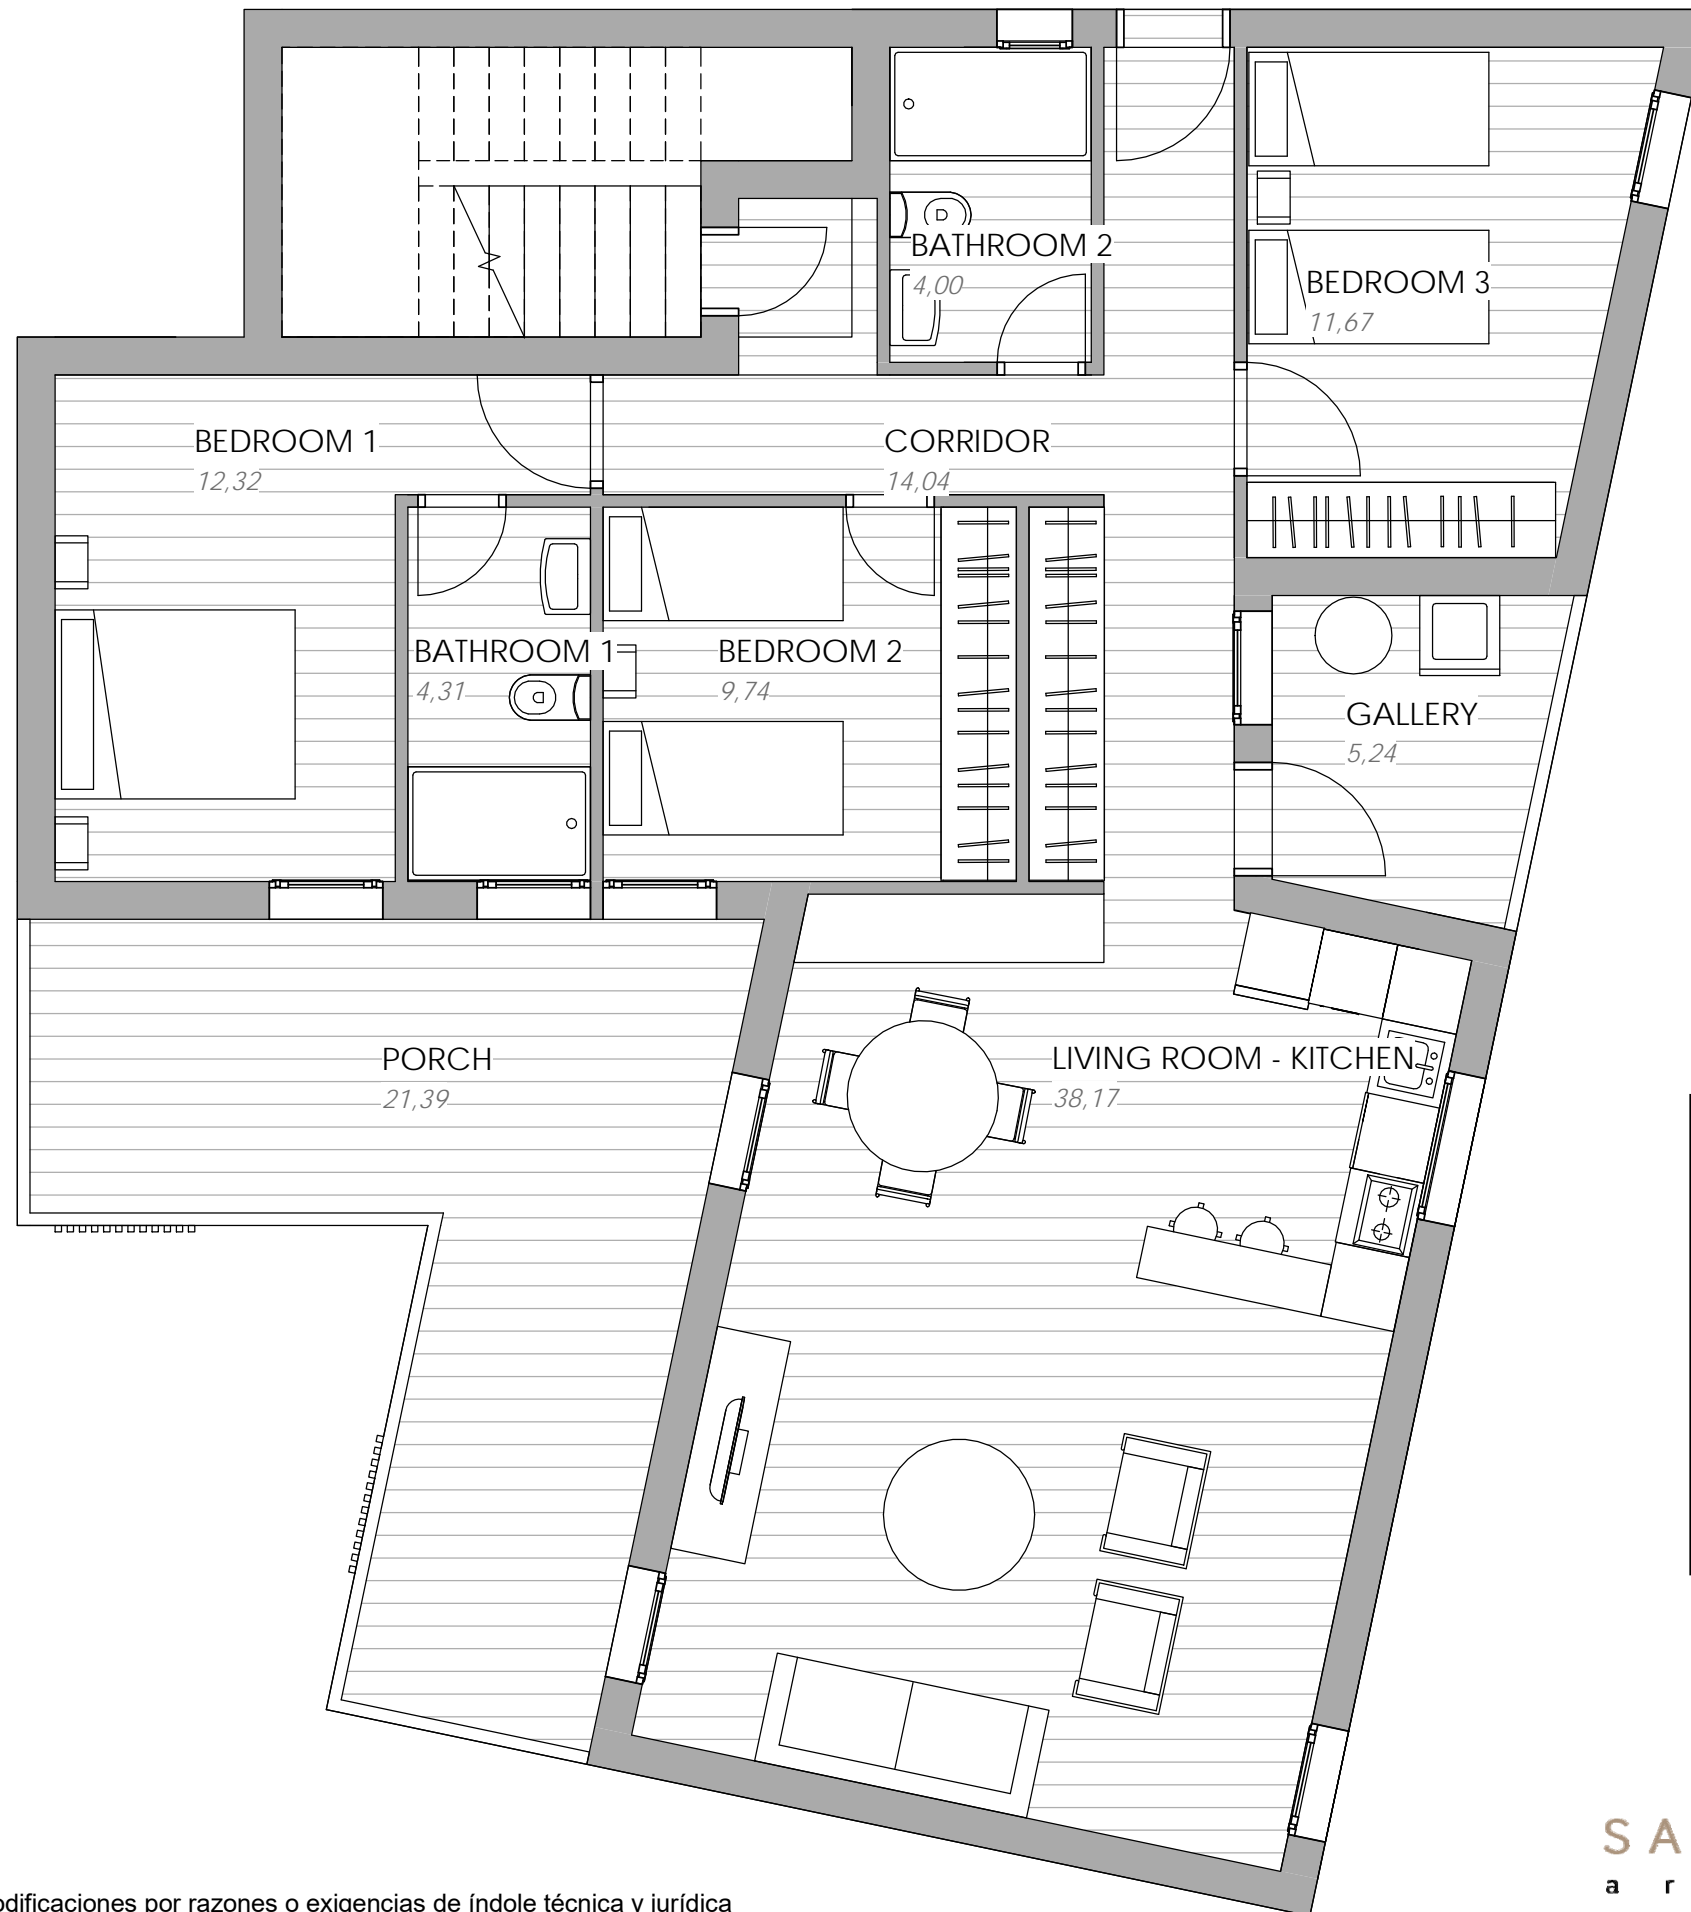 BATHROOM 2
4,00
BEDROOM 3
11,67
BEDROOM 1
12,32
CORRIDOR
14,04
BATHROOM 1
4,31
BEDROOM 2
9,74
GALLERY
5,24
PORCH
21,39
LIVING ROOM - KITCHEN
38,17
S A
a r
por razones o exigencias de índole técnica y jurídica